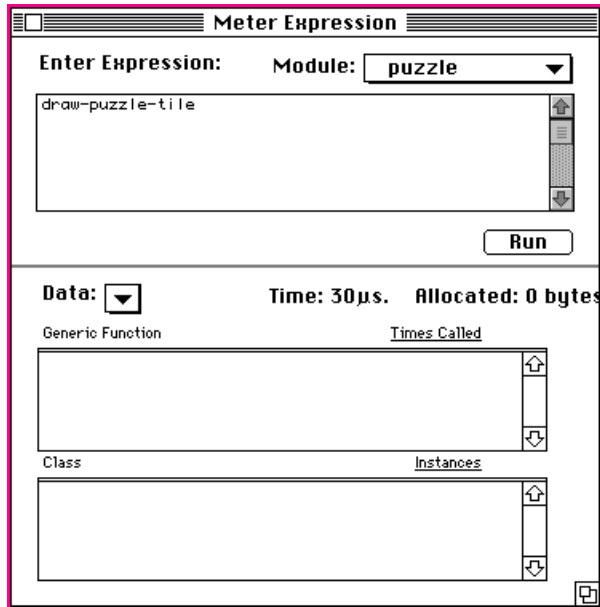 Meter Expression
Enter Expression: Module: puzzle
draw-puzzle-tile
Run
Data: Time: 30µs. Allocated: 0 bytes
Generic Function Times Called
Class Instances